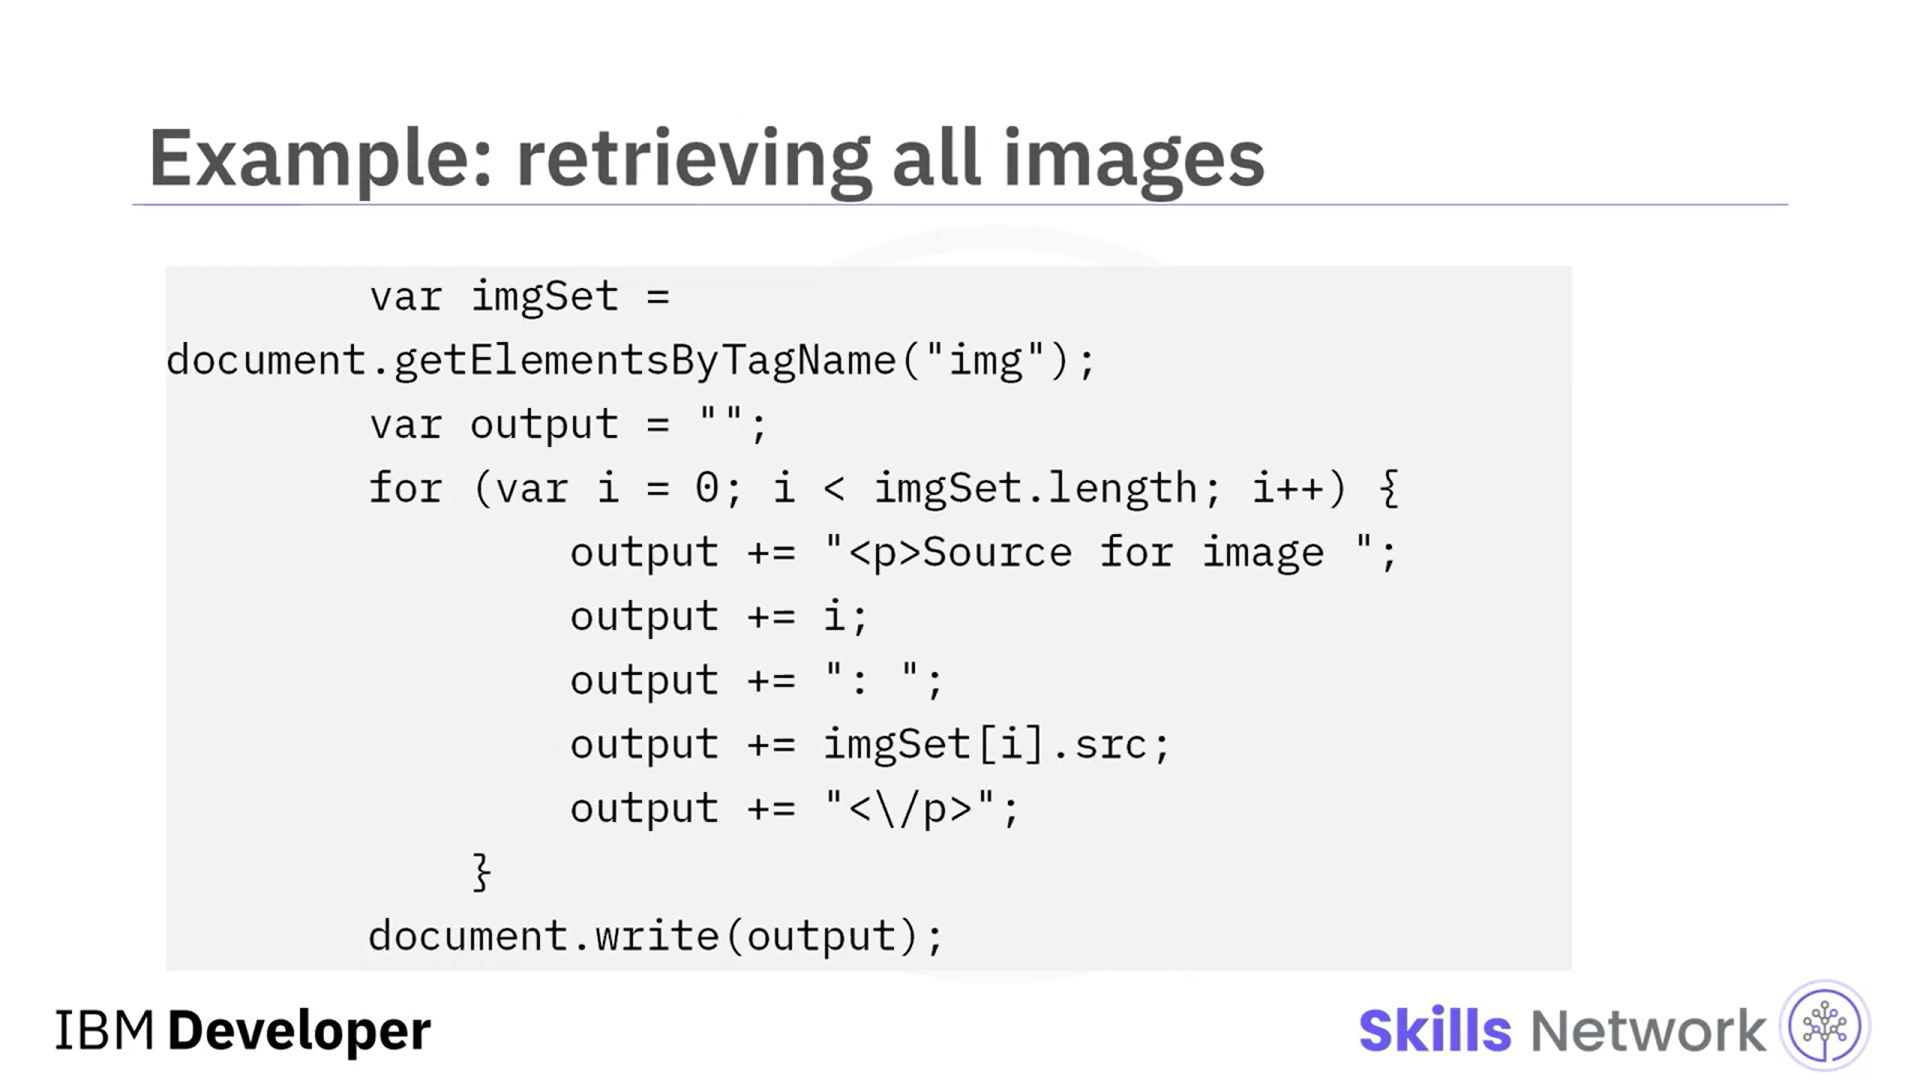 Example: retrieving all images
var imgSet =
document.getElementsByTagName("img");
var output = "";
for (var i = 0; i < imgSet.length; i++) {
output += "<p>Source for image ";
output += i;
output += ": ";
output += imgSet[i].src;
output += "<\/p>";
}
document.write(output);
IBM Developer
Skills Network